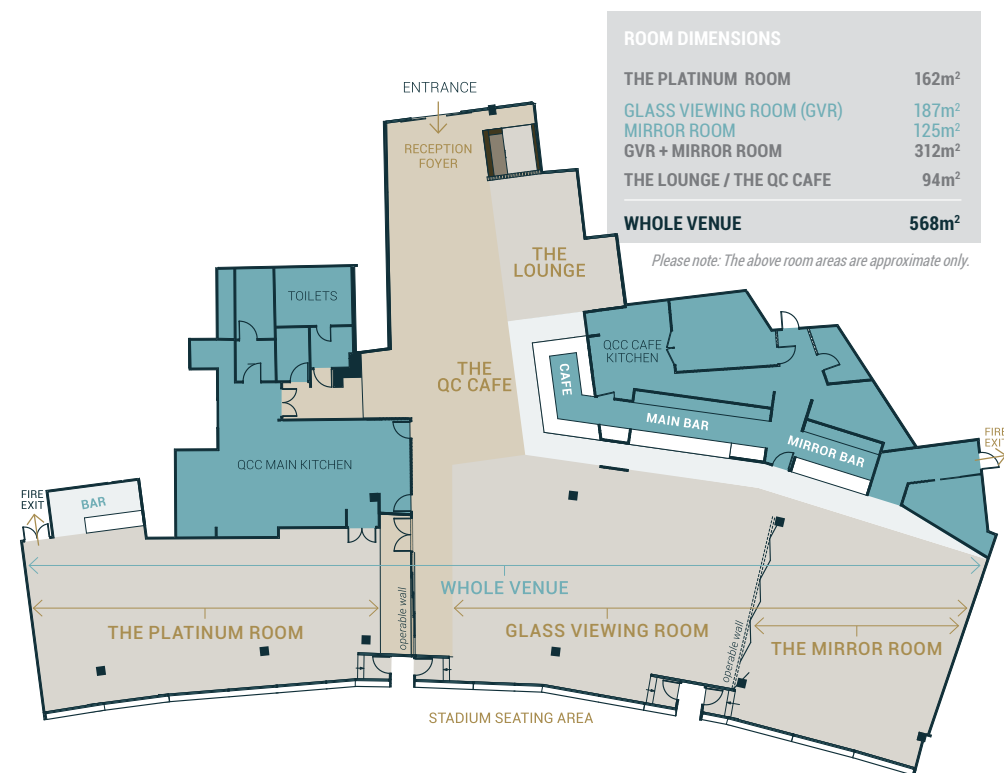 ROOM DIMENSIONS
THE PLATINUM ROOM 162m²
GLASS VIEWING ROOM (GVR) 187m²
MIRROR ROOM 125m²
GVR + MIRROR ROOM 312m²
THE LOUNGE / THE QC CAFE 94m²
WHOLE VENUE 568m²
Please note: The above room areas are approximate only.
ENTRANCE
RECEPTION
FOYER
THE
LOUNGE
TOILETS
QCC CAFE
KITCHEN
THE
QC CAFE
CAFE
MAIN BAR
MIRROR BAR
FIRE
EXIT
QCC MAIN KITCHEN
FIRE
EXIT
BAR
WHOLE VENUE
operable wall
THE PLATINUM ROOM
GLASS VIEWING ROOM
operable wall
THE MIRROR ROOM
STADIUM SEATING AREA